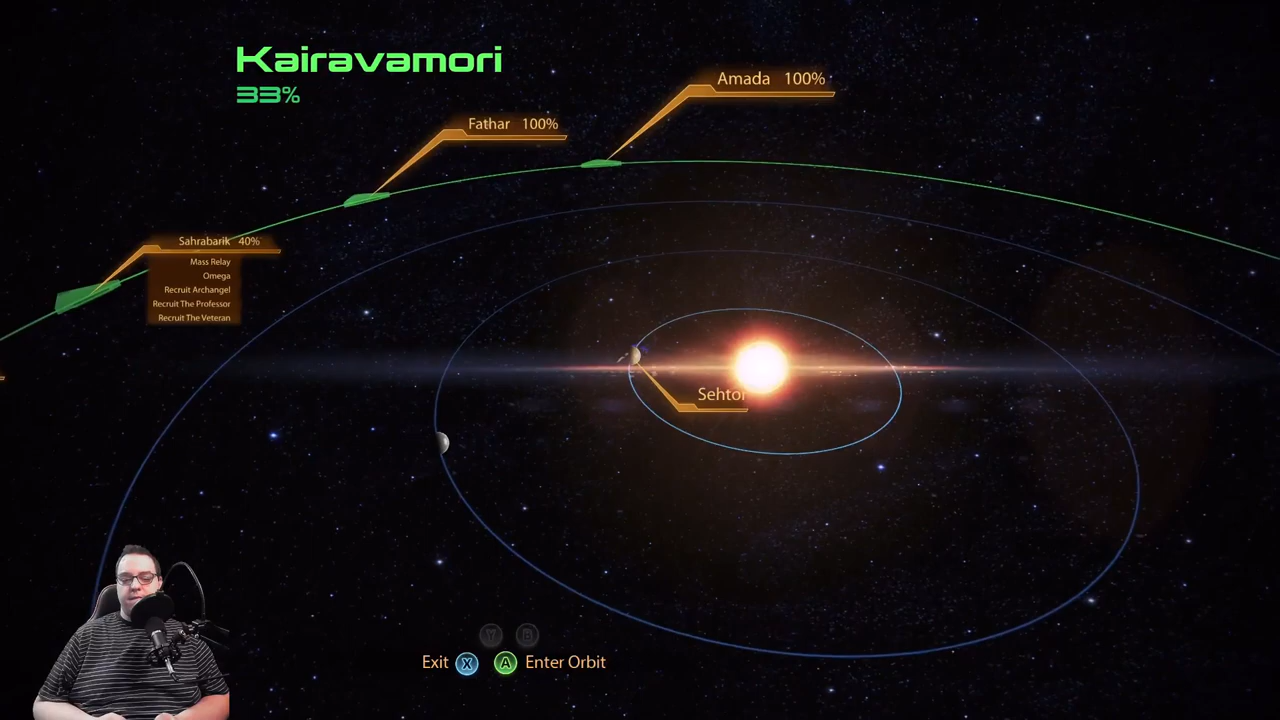 Kairavamori
33%
Amada 100%
Fathar 100%
Sahrabarik 40%
Mass Relay
Omega
Recruit Archangel
Recruit The Professor
Recruit The Veteran
Sehtor
Y B
Exit X A Enter Orbit